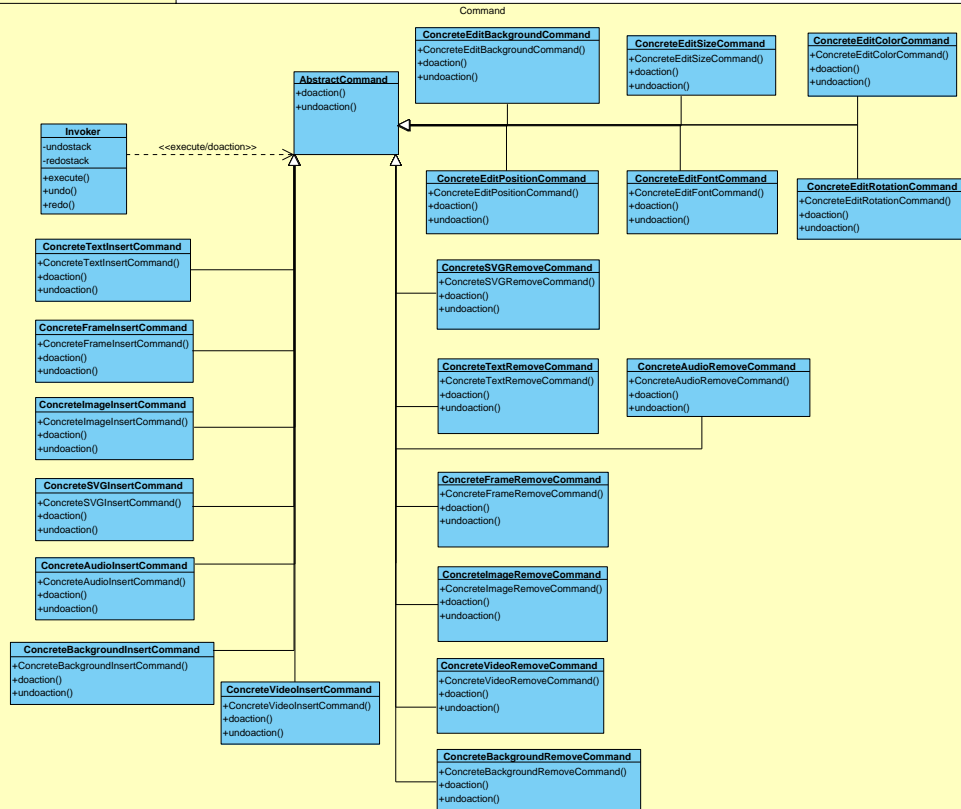 Command
ConcreteEditBackgroundCommand
+ConcreteEditBackgroundCommand()
+doaction()
+undoaction()
ConcreteEditSizeCommand
+ConcreteEditSizeCommand()
+doaction()
+undoaction()
ConcreteEditColorCommand
+ConcreteEditColorCommand()
+doaction()
+undoaction()
AbstractCommand
+doaction()
+undoaction()
Invoker
-undostack
-redostack
+execute()
+undo()
+redo()
<<execute/doaction>>
ConcreteEditPositionCommand
+ConcreteEditPositionCommand()
+doaction()
+undoaction()
ConcreteEditFontCommand
+ConcreteEditFontCommand()
+doaction()
+undoaction()
ConcreteEditRotationCommand
+ConcreteEditRotationCommand()
+doaction()
+undoaction()
ConcreteTextInsertCommand
+ConcreteTextInsertCommand()
+doaction()
+undoaction()
ConcreteSVGRemoveCommand
+ConcreteSVGRemoveCommand()
+doaction()
+undoaction()
ConcreteFrameInsertCommand
+ConcreteFrameInsertCommand()
+doaction()
+undoaction()
ConcreteTextRemoveCommand
+ConcreteTextRemoveCommand()
+doaction()
+undoaction()
ConcreteAudioRemoveCommand
+ConcreteAudioRemoveCommand()
+doaction()
+undoaction()
ConcreteImageInsertCommand
+ConcreteImageInsertCommand()
+doaction()
+undoaction()
ConcreteSVGInsertCommand
+ConcreteSVGInsertCommand()
+doaction()
+undoaction()
ConcreteFrameRemoveCommand
+ConcreteFrameRemoveCommand()
+doaction()
+undoaction()
ConcreteAudioInsertCommand
+ConcreteAudioInsertCommand()
+doaction()
+undoaction()
ConcreteImageRemoveCommand
+ConcreteImageRemoveCommand()
+doaction()
+undoaction()
ConcreteBackgroundInsertCommand
+ConcreteBackgroundInsertCommand()
+doaction()
+undoaction()
ConcreteVideoInsertCommand
+ConcreteVideoInsertCommand()
+doaction()
+undoaction()
ConcreteVideoRemoveCommand
+ConcreteVideoRemoveCommand()
+doaction()
+undoaction()
ConcreteBackgroundRemoveCommand
+ConcreteBackgroundRemoveCommand()
+doaction()
+undoaction()